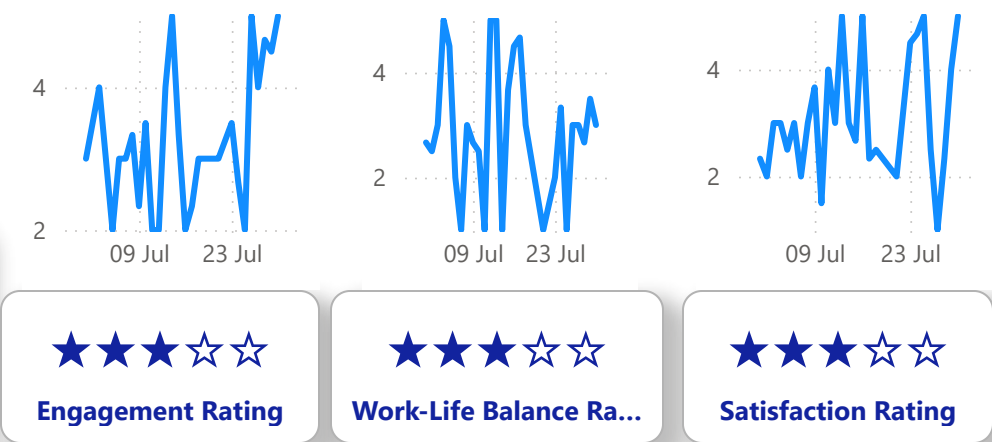 4
2
09 Jul 23 Jul
4
2
09 Jul 23 Jul
4
2
09 Jul 23 Jul
Engagement Rating
Work-Life Balance Ra...
Satisfaction Rating